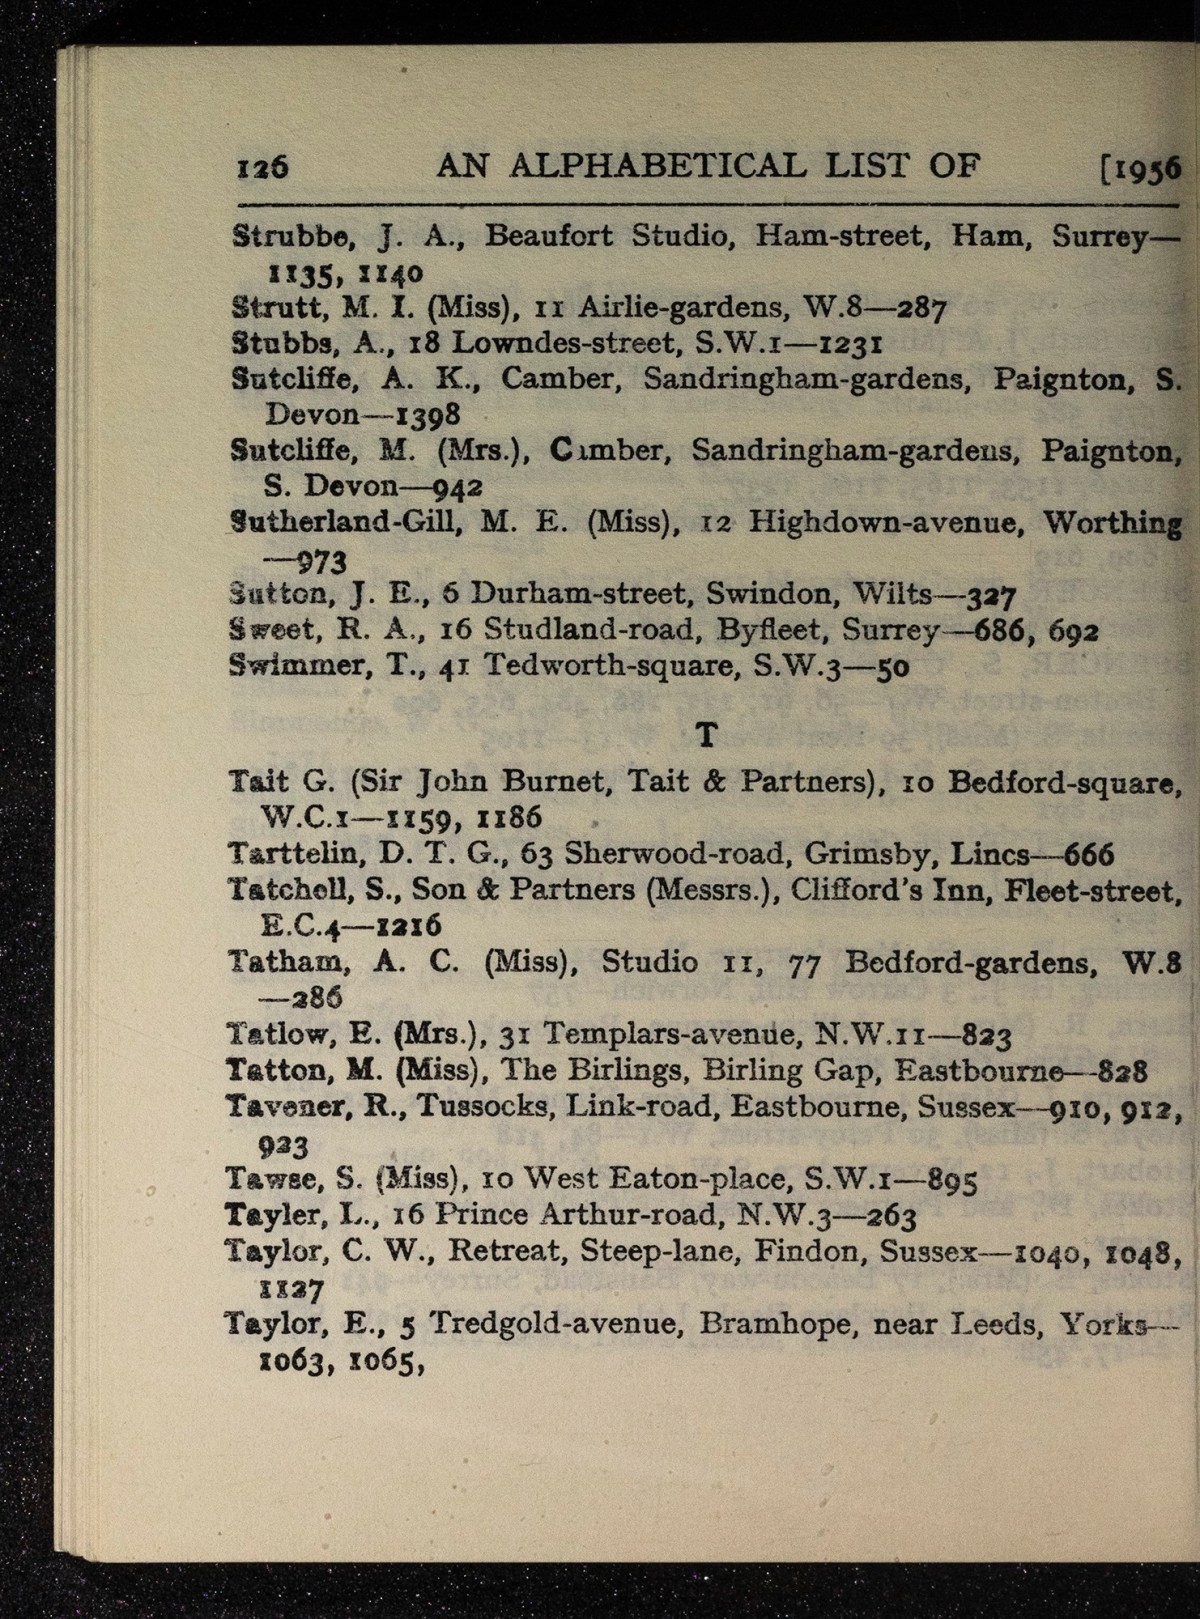 126 AN ALPHABETICAL LIST OF [1956
Strubbe, J. A., Beaufort Studio, Ham-street, Ham, Surrey—
1135, 1140
Strutt, M. I. (Miss), 11 Airlie-gardens, W.8—287
Stubbs, A., 18 Lowndes-street, S.W.1—1231
Sutcliffe, A. K., Camber, Sandringham-gardens, Paignton, S.
Devon—1398
Sutcliffe, M. (Mrs.), Camber, Sandringham-gardens, Paignton,
S. Devon—942
Sutherland-Gill, M. E. (Miss), 12 Highdown-avenue, Worthing
—973
Sutton, J. E., 6 Durham-street, Swindon, Wilts—327
Sweet, R. A., 16 Studland-road, Byfleet, Surrey—686, 692
Swimmer, T., 41 Tedworth-square, S.W.3—50
T
Tait G. (Sir John Burnet, Tait & Partners), 10 Bedford-square,
W.C.1—1159, 1186
Tarttelin, D. T. G., 63 Sherwood-road, Grimsby, Lincs—666
Tatchell, S., Son & Partners (Messrs.), Clifford's Inn, Fleet-street,
E.C.4—1216
Tatham, A. C. (Miss), Studio 11, 77 Bedford-gardens, W.8
—286
Tatlow, E. (Mrs.), 31 Templars-avenue, N.W.11—823
Tatton, M. (Miss), The Birlings, Birling Gap, Eastbourne—828
Tavener, R., Tussocks, Link-road, Eastbourne, Sussex—910, 912,
923
Tawse, S. (Miss), 10 West Eaton-place, S.W.1—895
Tayler, L., 16 Prince Arthur-road, N.W.3—263
Taylor, C. W., Retreat, Steep-lane, Findon, Sussex—1040, 1048,
1127
Taylor, E., 5 Tredgold-avenue, Bramhope, near Leeds, Yorks—
1063, 1065,